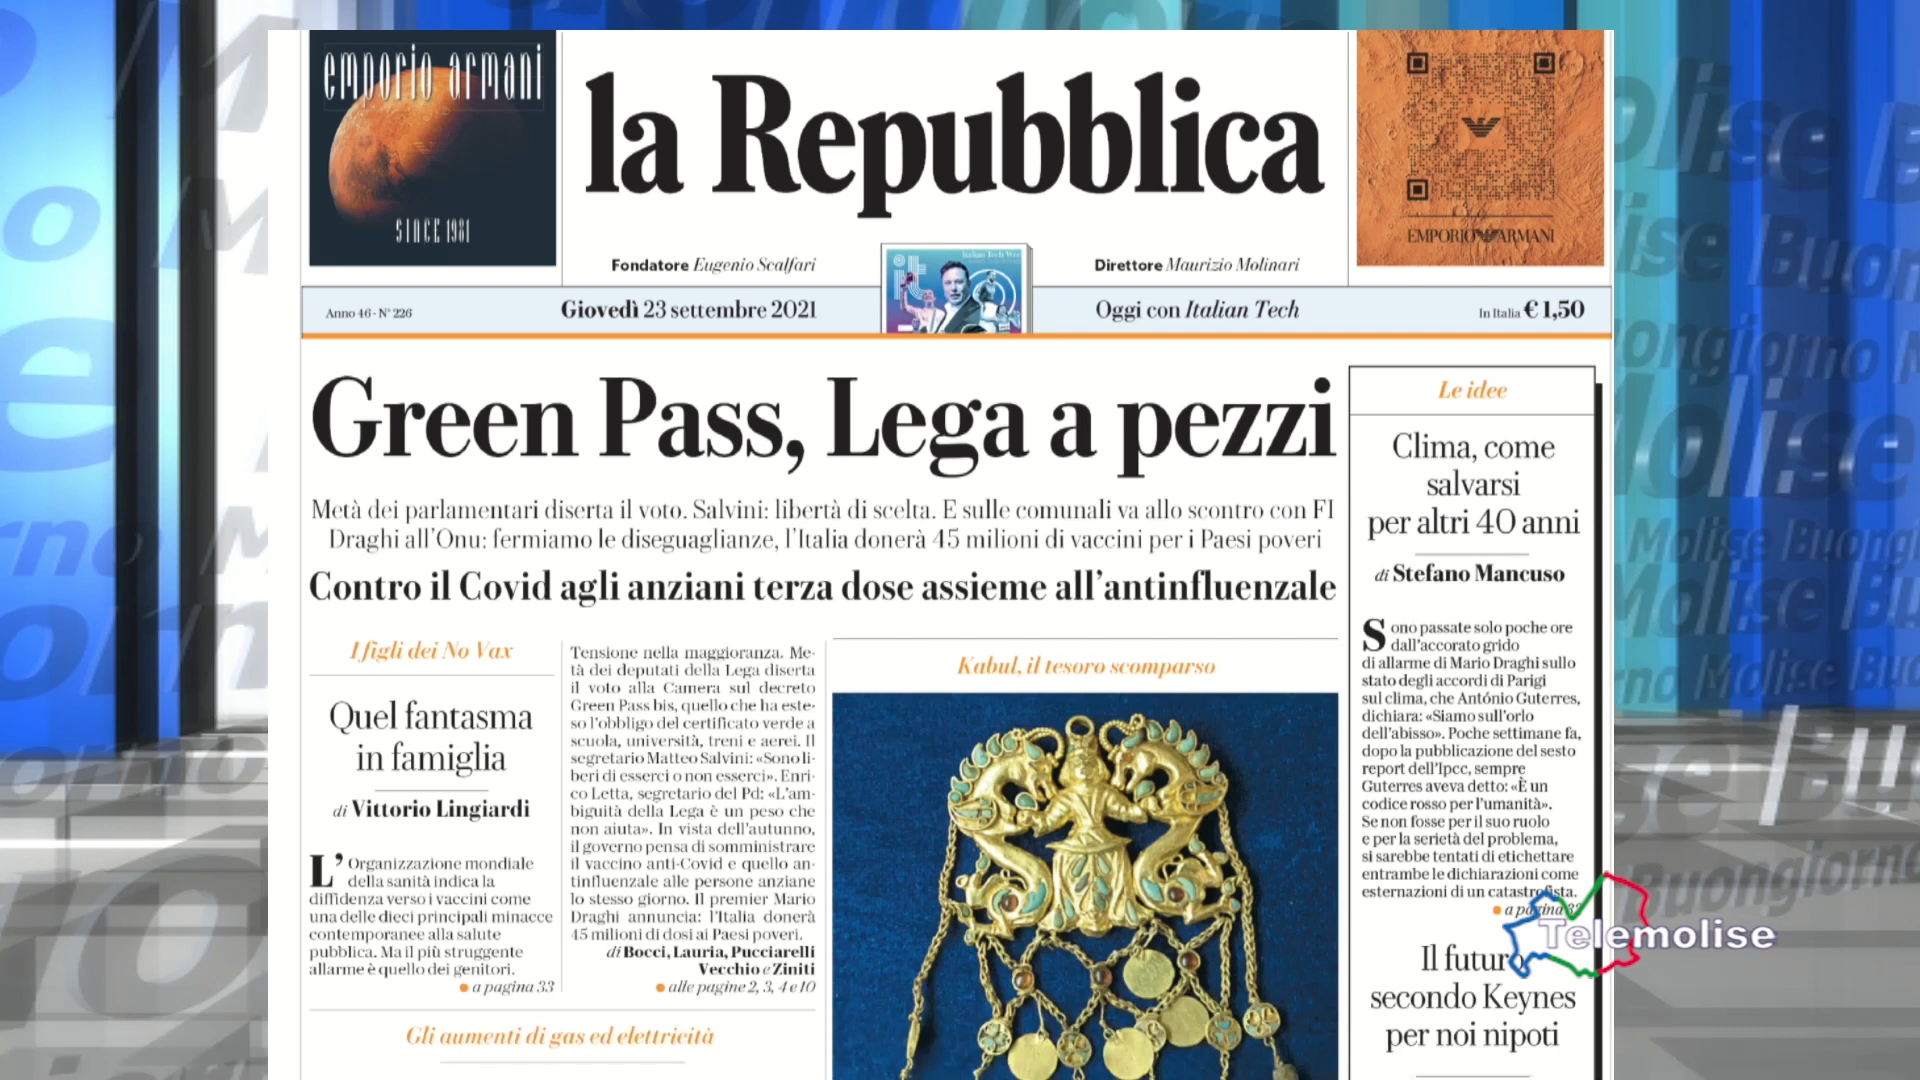 emporio armani
SINCE 1981
la Repubblica
EMPORIO ARMANI
Fondatore Eugenio Scalfari
Direttore Maurizio Molinari
Anno 46 - N° 226
Giovedì 23 settembre 2021
Oggi con Italian Tech
In Italia € 1,50
Green Pass, Lega a pezzi
Metà dei parlamentari diserta il voto. Salvini: libertà di scelta. E sulle comunali va allo scontro con FI
Draghi all'Onu: fermiamo le diseguaglianze, l'Italia donerà 45 milioni di vaccini per i Paesi poveri
Contro il Covid agli anziani terza dose assieme all'antinfluenzale
I figli dei No Vax
Quel fantasma
in famiglia
di Vittorio Lingiardi
L'Organizzazione mondiale
della sanità indica la
diffidenza verso i vaccini come
una delle dieci principali minacce
contemporanee alla salute
pubblica. Ma il più struggente
allarme è quello dei genitori.
a pagina 33
Tensione nella maggioranza. Me-
tà dei deputati della Lega diserta
il voto alla Camera sul decreto
Green Pass bis, quello che ha este-
so l'obbligo del certificato verde a
scuola, università, treni e aerei. Il
segretario Matteo Salvini: «Sono li-
beri di esserci o non esserci». Enri-
co Letta, segretario del Pd: «L'am-
biguità della Lega è un peso che
non aiuta». In vista dell'autunno,
il governo pensa di somministrare
il vaccino anti-Covid e quello an-
tinfluenzale alle persone anziane
lo stesso giorno. Il premier Mario
Draghi annuncia: l'Italia donerà
45 milioni di dosi ai Paesi poveri.
di Bocci, Lauria, Pucciarelli
Vecchio e Ziniti
alle pagine 2, 3, 4 e 10
Gli aumenti di gas ed elettricità
Kabul, il tesoro scomparso
Le idee
Clima, come
salvarsi
per altri 40 anni
di Stefano Mancuso
Sono passate solo poche ore
dall'accorato grido
di allarme di Mario Draghi sullo
stato degli accordi di Parigi
sul clima, che António Guterres,
dichiara: «Siamo sull'orlo
dell'abisso». Poche settimane fa,
dopo la pubblicazione del sesto
report dell'Ipcc, sempre
Guterres aveva detto: «È un
codice rosso per l'umanità».
Se non fosse per il suo ruolo
e per la serietà del problema,
si sarebbe tentati di etichettare
entrambe le dichiarazioni come
esternazioni di un catastrofista.
a pagina
Telemolise
Il futuro
secondo Keynes
per noi nipoti